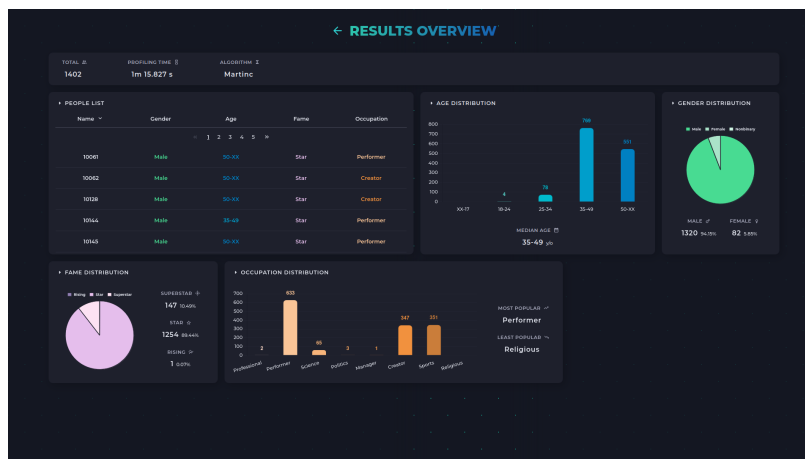 ← RESULTS OVERVIEW
TOTAL
PROFILING TIME
ALGORITHM
1402
1m 15.827 s
Martinc
PEOPLE LIST
Name Gender Age Fame Occupation
« 1 2 3 4 5 »
10061 Male 50-XX Star Performer
10062 Male 50-XX Star Creator
10128 Male 50-XX Star Creator
10144 Male 35-49 Star Performer
10145 Male 50-XX Star Performer
AGE DISTRIBUTION
800
700
600
500
400
300
200
100
0
4
76
769
551
XX-17 18-24 25-34 35-49 50-XX
MEDIAN AGE
35-49 y/o
GENDER DISTRIBUTION
Male Female Nonbinary
MALE ♂ FEMALE ♀
1320 94.15% 82 5.85%
FAME DISTRIBUTION
Rising Star Superstar
SUPERSTAR
147 10.49%
STAR
1254 89.44%
RISING
1 0.07%
OCCUPATION DISTRIBUTION
700
600
500
400
300
200
100
0
2
633
65
3
1
347
351
Professional Performer Science Politics Manager Creator Sports Religious
MOST POPULAR
Performer
LEAST POPULAR
Religious